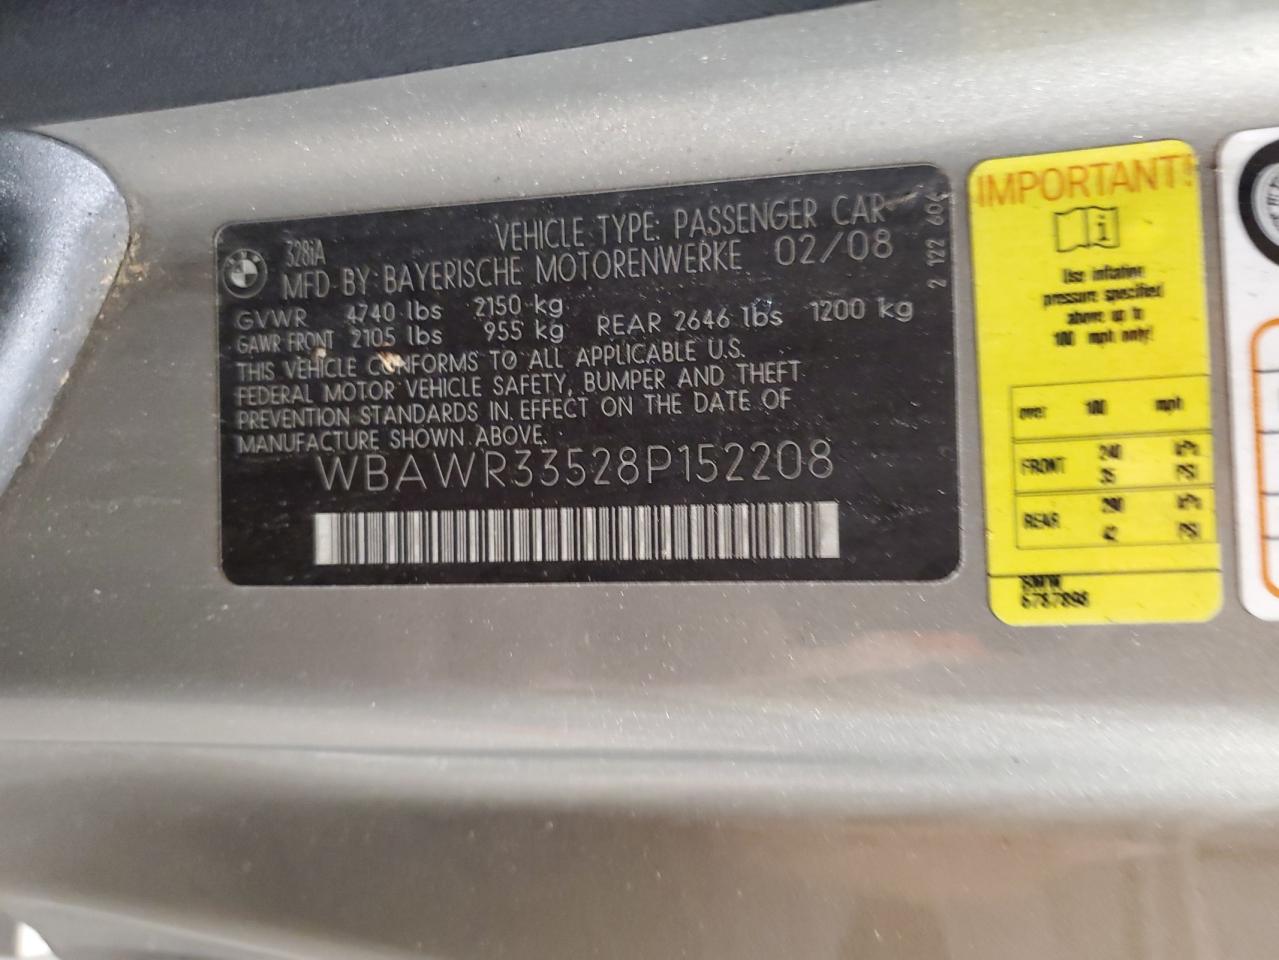 328iA
VEHICLE TYPE: PASSENGER CAR
MFD BY: BAYERISCHE MOTORENWERKE 02/08
2 122 606
GVWR 4740 lbs 2150 kg
GAWR FRONT 2105 lbs 955 kg REAR 2646 lbs 1200 kg
THIS VEHICLE CONFORMS TO ALL APPLICABLE U.S.
FEDERAL MOTOR VEHICLE SAFETY, BUMPER AND THEFT
PREVENTION STANDARDS IN EFFECT ON THE DATE OF
MANUFACTURE SHOWN ABOVE.
WBAWR33528P152208
IMPORTANT!
i
Use inflation
pressure specified
above up to
100 mph only!
over 100 mph
FRONT 240 kPa
35 PSI
REAR 290 kPa
42 PSI
BMW
6787898